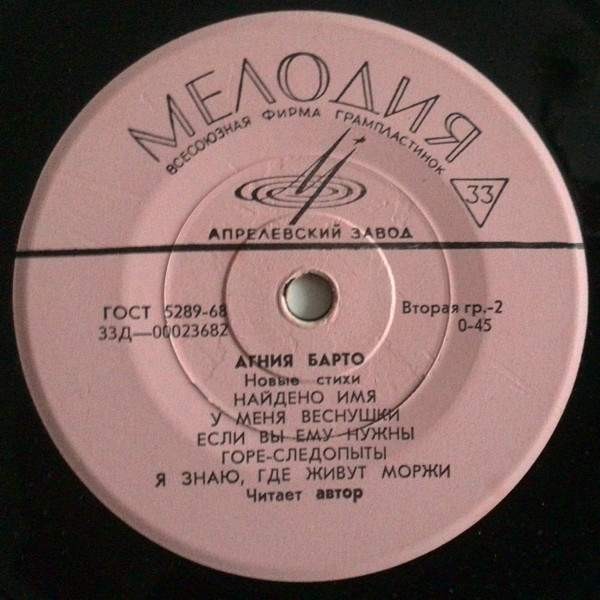 МЕЛОДИЯ
ВСЕСОЮЗНАЯ ФИРМА ГРАМПЛАСТИНОК
33
АПРЕЛЕВСКИЙ ЗАВОД
ГОСТ 5289-68
33Д—00023682
Вторая гр.-2
0-45
АГНИЯ БАРТО
Новые стихи
НАЙДЕНО ИМЯ
У МЕНЯ ВЕСНУШКИ
ЕСЛИ ВЫ ЕМУ НУЖНЫ
ГОРЕ-СЛЕДОПЫТЫ
Я ЗНАЮ, ГДЕ ЖИВУТ МОРЖИ
Читает автор